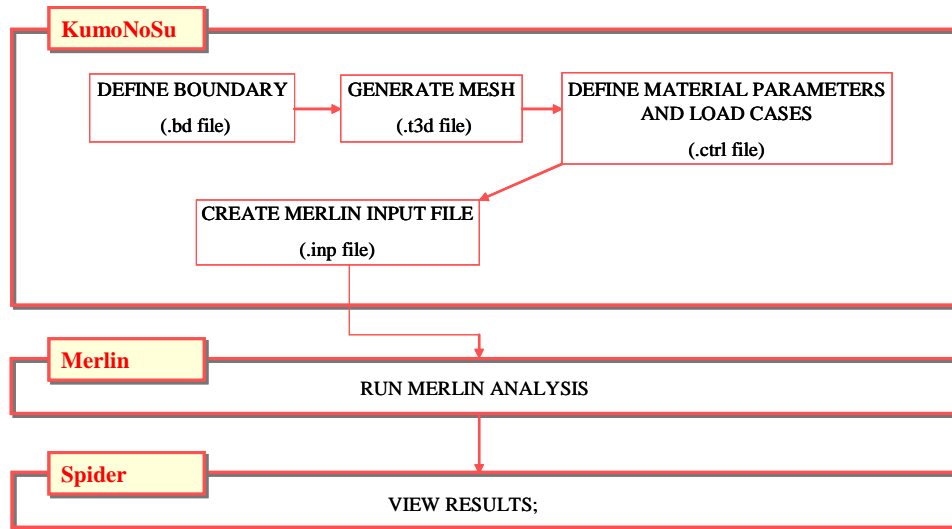 KumoNoSu
DEFINE BOUNDARY
(.bd file)
GENERATE MESH
(.t3d file)
DEFINE MATERIAL PARAMETERS
AND LOAD CASES
(.ctrl file)
CREATE MERLIN INPUT FILE
(.inp file)
Merlin
RUN MERLIN ANALYSIS
Spider
VIEW RESULTS;